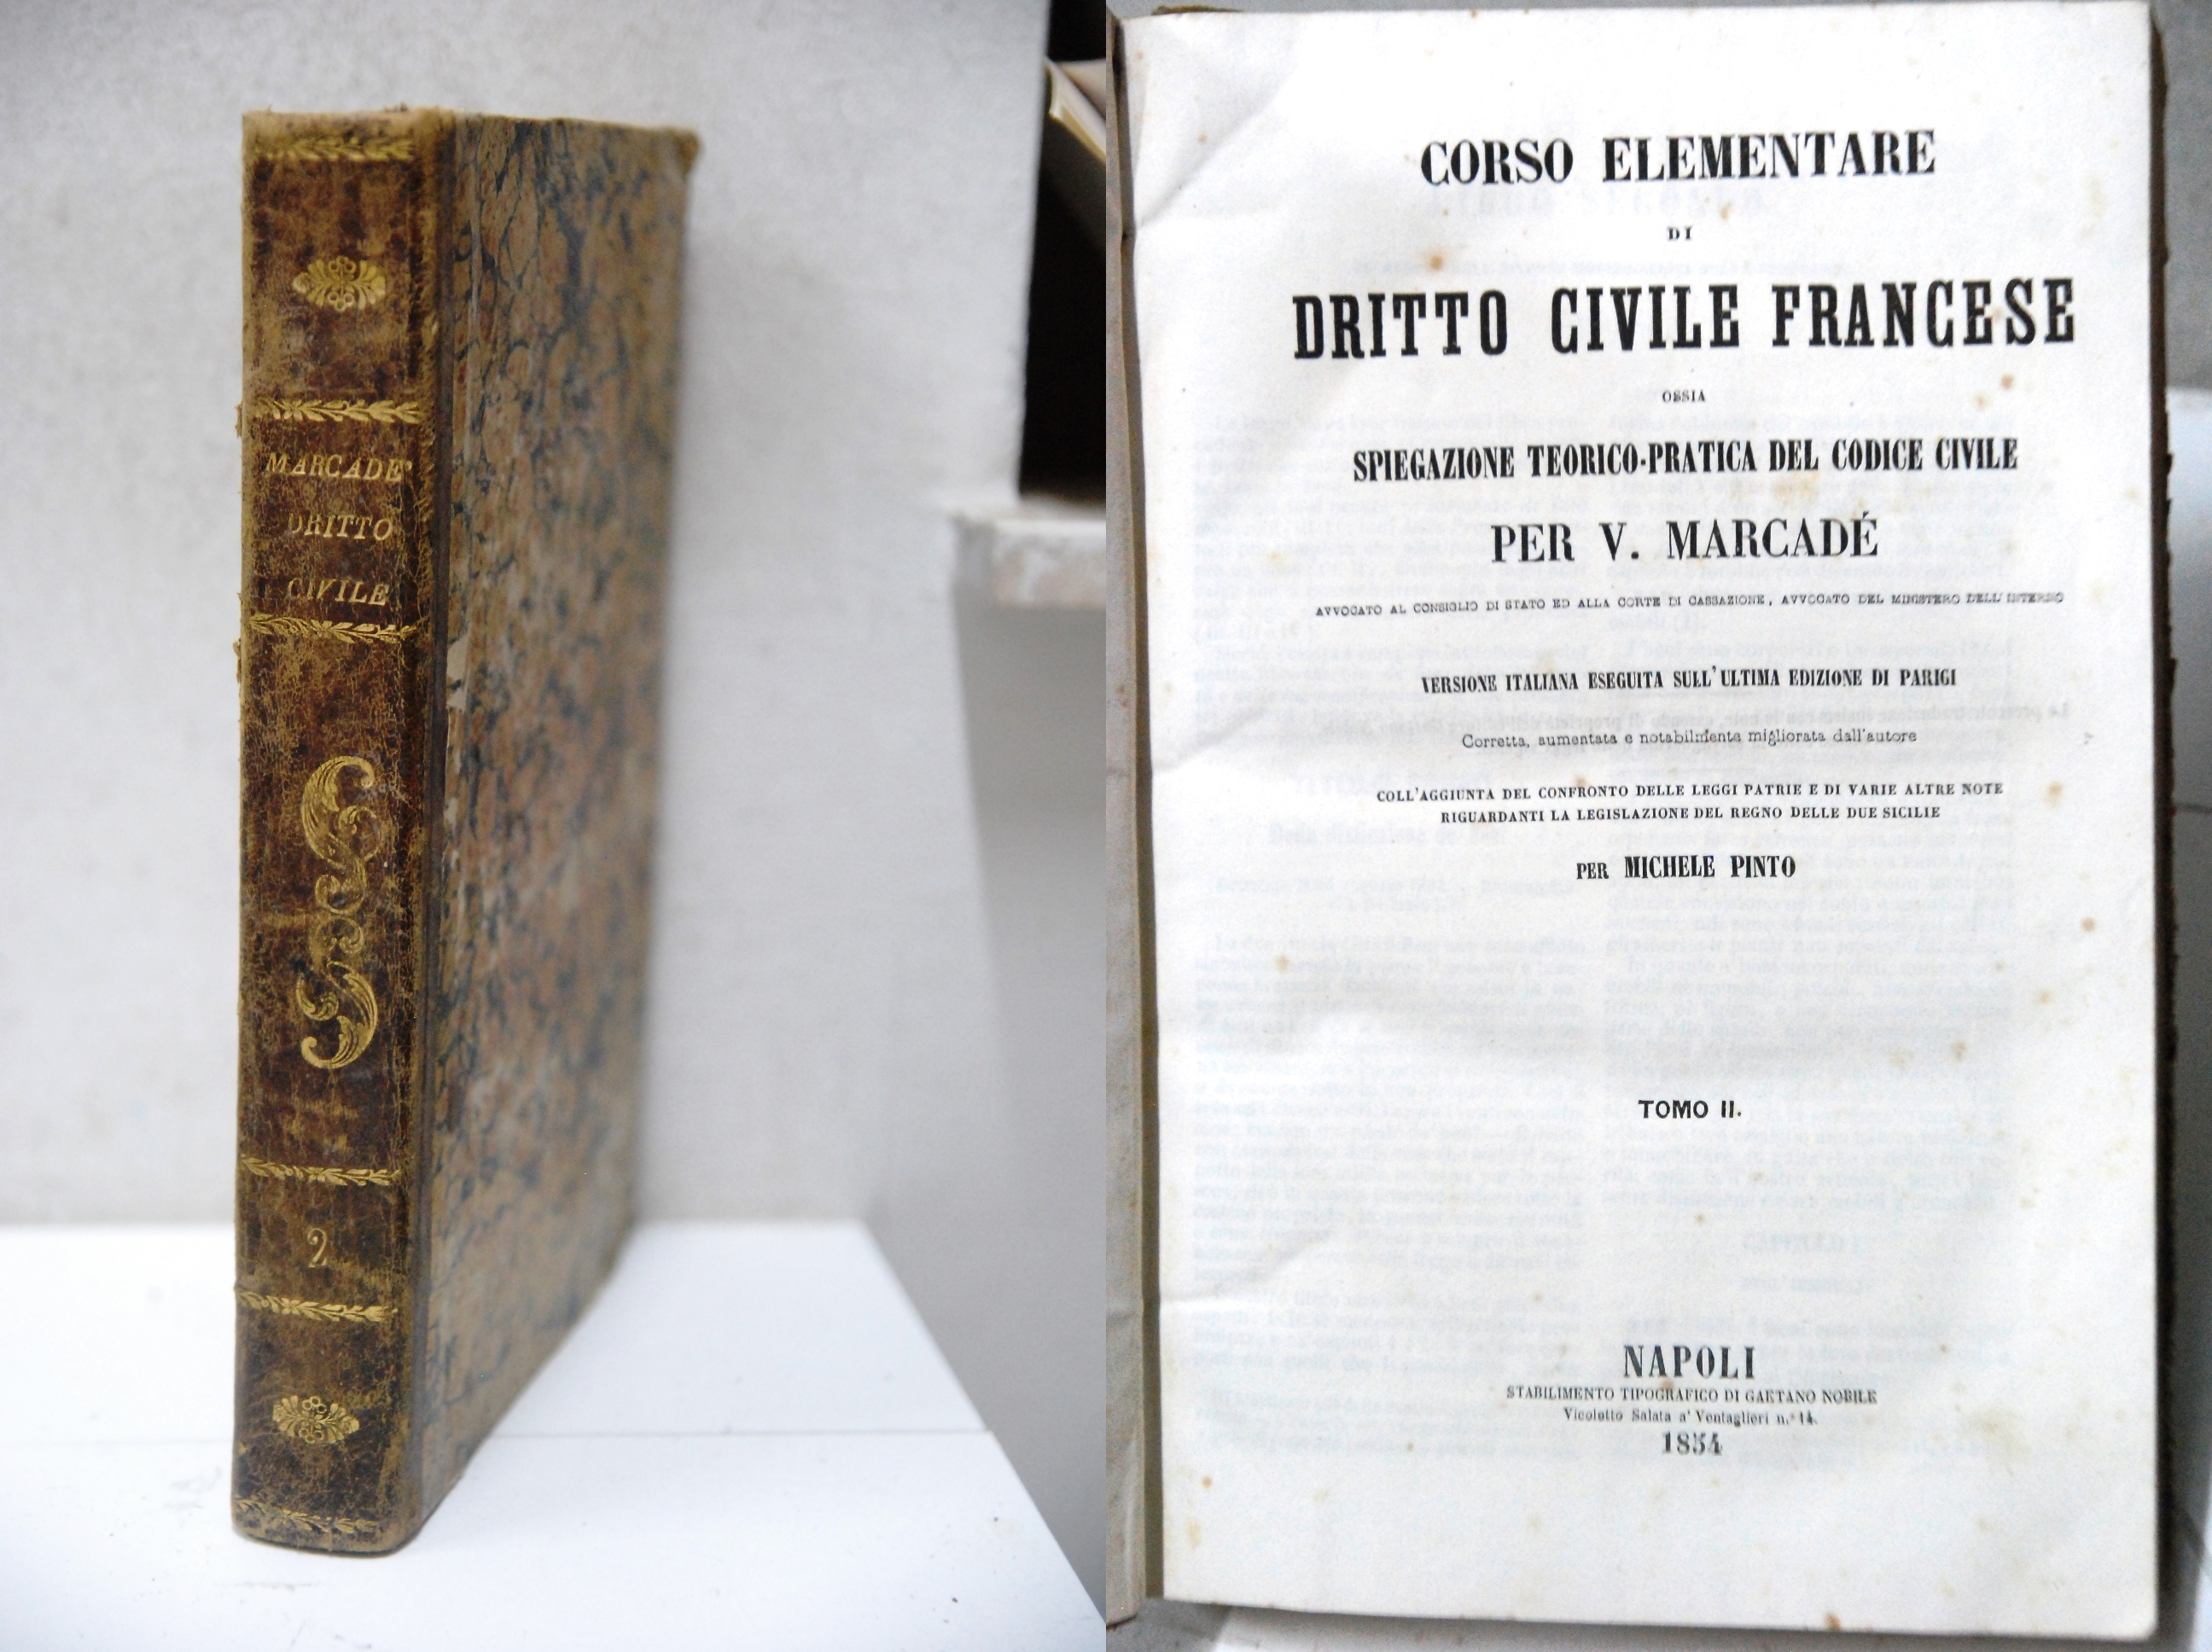 MARCADE'
DRITTO
CIVILE
2
CORSO ELEMENTARE
DI
DRITTO CIVILE FRANCESE
OSSIA
SPIEGAZIONE TEORICO-PRATICA DEL CODICE CIVILE
PER V. MARCADÉ
AVVOCATO AL CONSIGLIO DI STATO ED ALLA CORTE DI CASSAZIONE, AVVOCATO DEL MINISTERO DELL'INTERNO
VERSIONE ITALIANA ESEGUITA SULL'ULTIMA EDIZIONE DI PARIGI
Corretta, aumentata e notabilmente migliorata dall'autore
COLL'AGGIUNTA DEL CONFRONTO DELLE LEGGI PATRIE E DI VARIE ALTRE NOTE
RIGUARDANTI LA LEGISLAZIONE DEL REGNO DELLE DUE SICILIE
PER MICHELE PINTO
TOMO II.
NAPOLI
STABILIMENTO TIPOGRAFICO DI GAETANO NOBILE
Vicoletto Salata a' Ventaglieri n.° 14.
1854